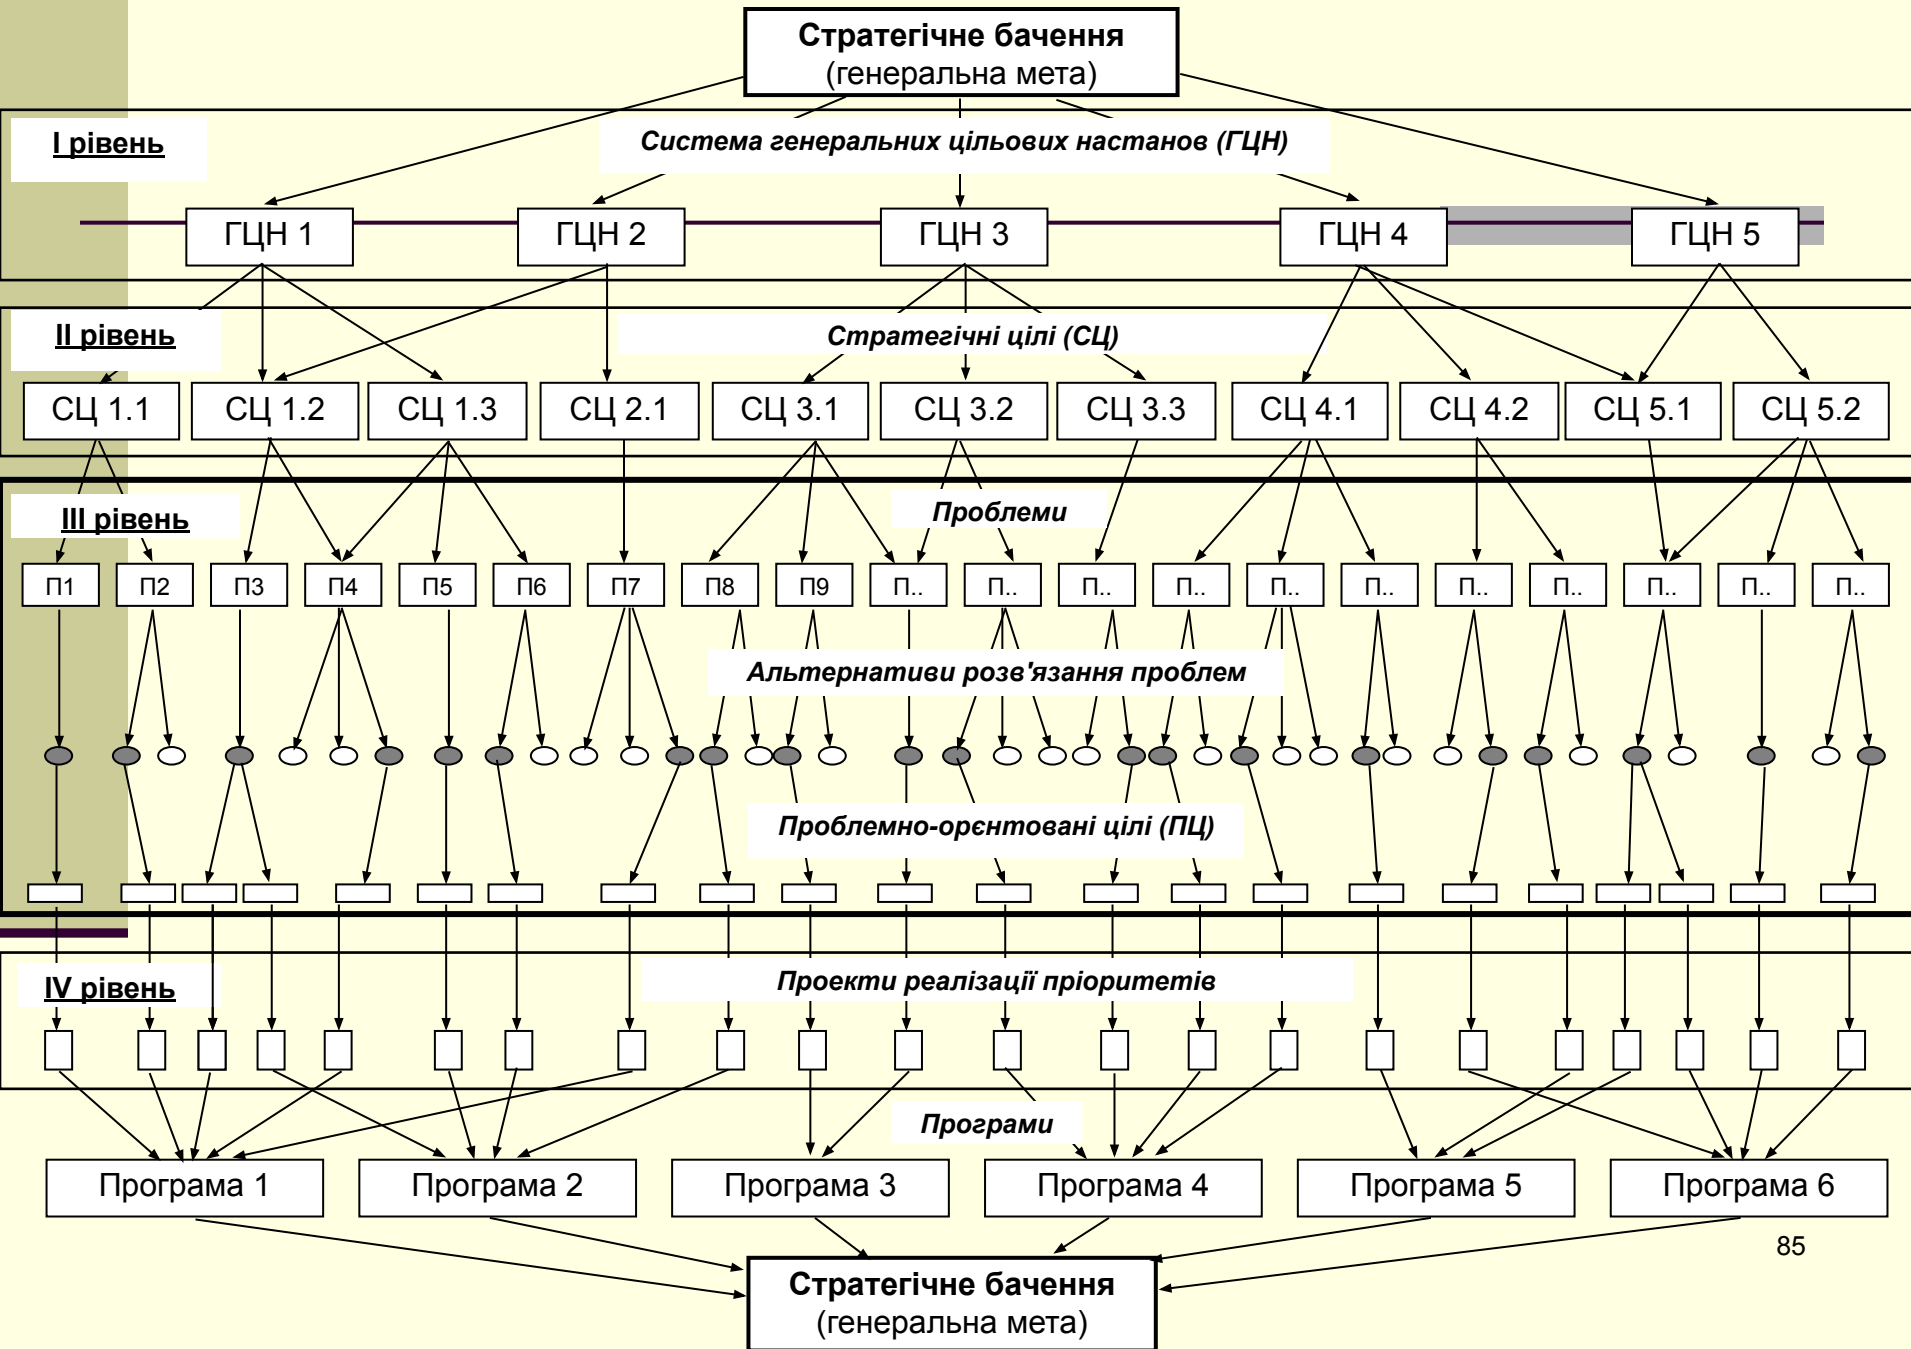 Стратегічне бачення
(генеральна мета)
І рівень
Система генеральних цільових настанов (ГЦН)
ГЦН 1
ГЦН 2
ГЦН 3
ГЦН 4
ГЦН 5
ІІ рівень
Стратегічні цілі (СЦ)
СЦ 1.1
СЦ 1.2
СЦ 1.3
СЦ 2.1
СЦ 3.1
СЦ 3.2
СЦ 3.3
СЦ 4.1
СЦ 4.2
СЦ 5.1
СЦ 5.2
ІІІ рівень
Проблеми
П1
П2
П3
П4
П5
П6
П7
П8
П9
П..
П..
П..
П..
П..
П..
П..
П..
П..
П..
П..
Альтернативи розв'язання проблем
Проблемно-орєнтовані цілі (ПЦ)
IV рівень
Проекти реалізації пріоритетів
Програми
Програма 1
Програма 2
Програма 3
Програма 4
Програма 5
Програма 6
85
Стратегічне бачення
(генеральна мета)